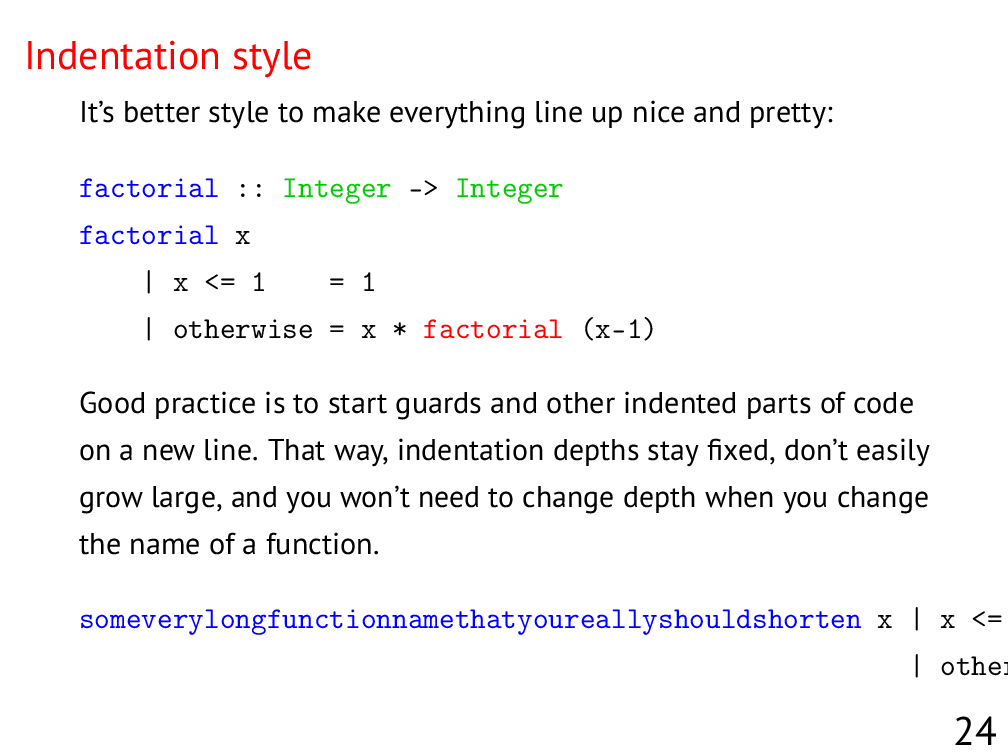 Indentation style
It’s better style to make everything line up nice and pretty:
factorial :: Integer -> Integer
factorial x
    | x <= 1    = 1
    | otherwise = x * factorial (x-1)
Good practice is to start guards and other indented parts of code
on a new line. That way, indentation depths stay fixed, don’t easily
grow large, and you won’t need to change depth when you change
the name of a function.
someverylongfunctionnamethatyoureallyshouldshorten x | x <=
                                                     | other
24